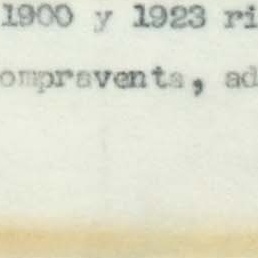 1900 y 1923 ri
ompraventa, ad